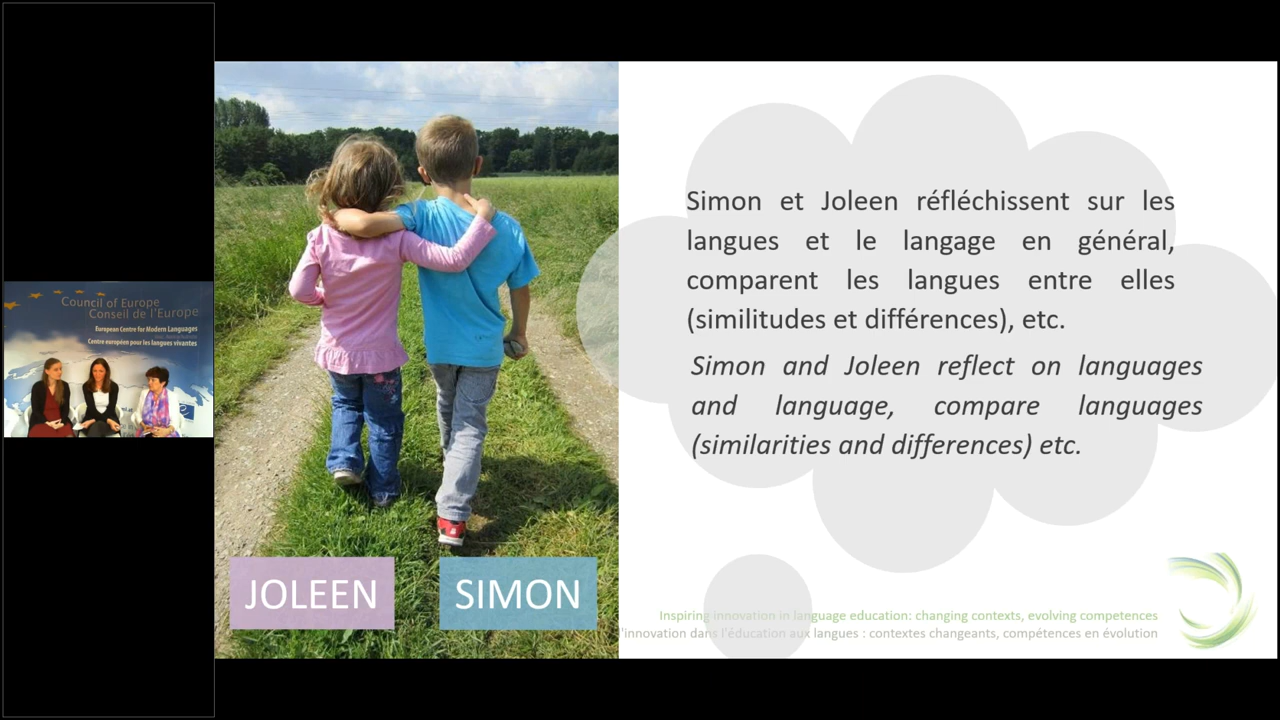 Council of Europe
Conseil de l'Europe
European Centre for Modern Languages
Centre européen pour les langues vivantes
Simon et Joleen réfléchissent sur les
langues et le langage en général,
comparent les langues entre elles
(similitudes et différences), etc.
Simon and Joleen reflect on languages
and language, compare languages
(similarities and differences) etc.
JOLEEN
SIMON
Inspiring innovation in language education: changing contexts, evolving competences
'innovation dans l'éducation aux langues : contextes changeants, compétences en évolution